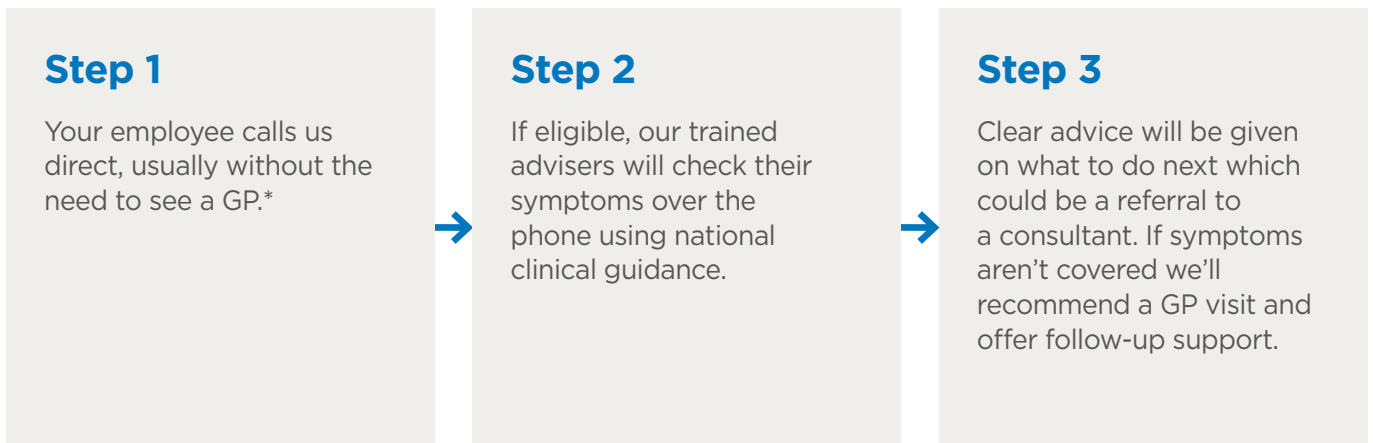 Step 1
Your employee calls us
direct, usually without the
need to see a GP.*
Step 2
If eligible, our trained
advisers will check their
symptoms over the
phone using national
clinical guidance.
Step 3
Clear advice will be given
on what to do next which
could be a referral to
a consultant. If symptoms
aren’t covered we’ll
recommend a GP visit and
offer follow-up support.